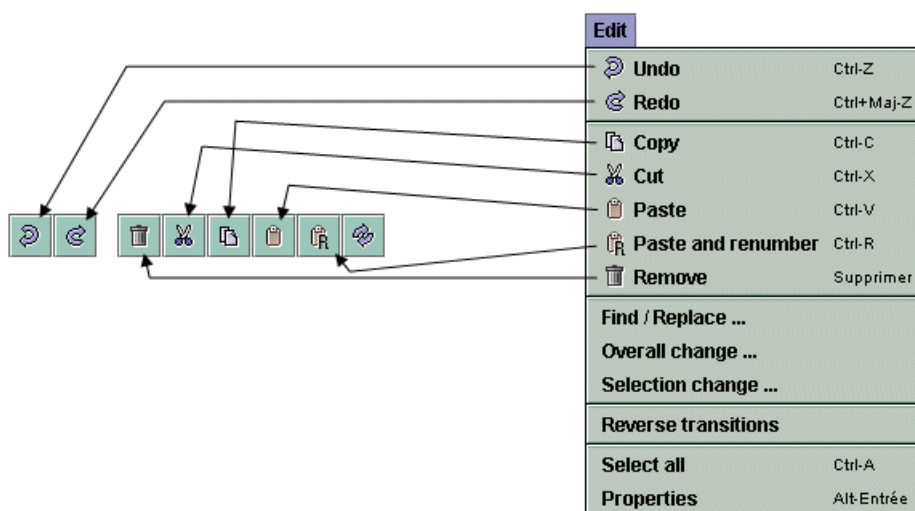 Edit
Undo Ctrl-Z
Redo Ctrl+Maj-Z
Copy Ctrl-C
Cut Ctrl-X
Paste Ctrl-V
R Paste and renumber Ctrl-R
R
Remove Supprimer
Find / Replace ...
Overall change ...
Selection change ...
Reverse transitions
Select all Ctrl-A
Properties Alt-Entrée